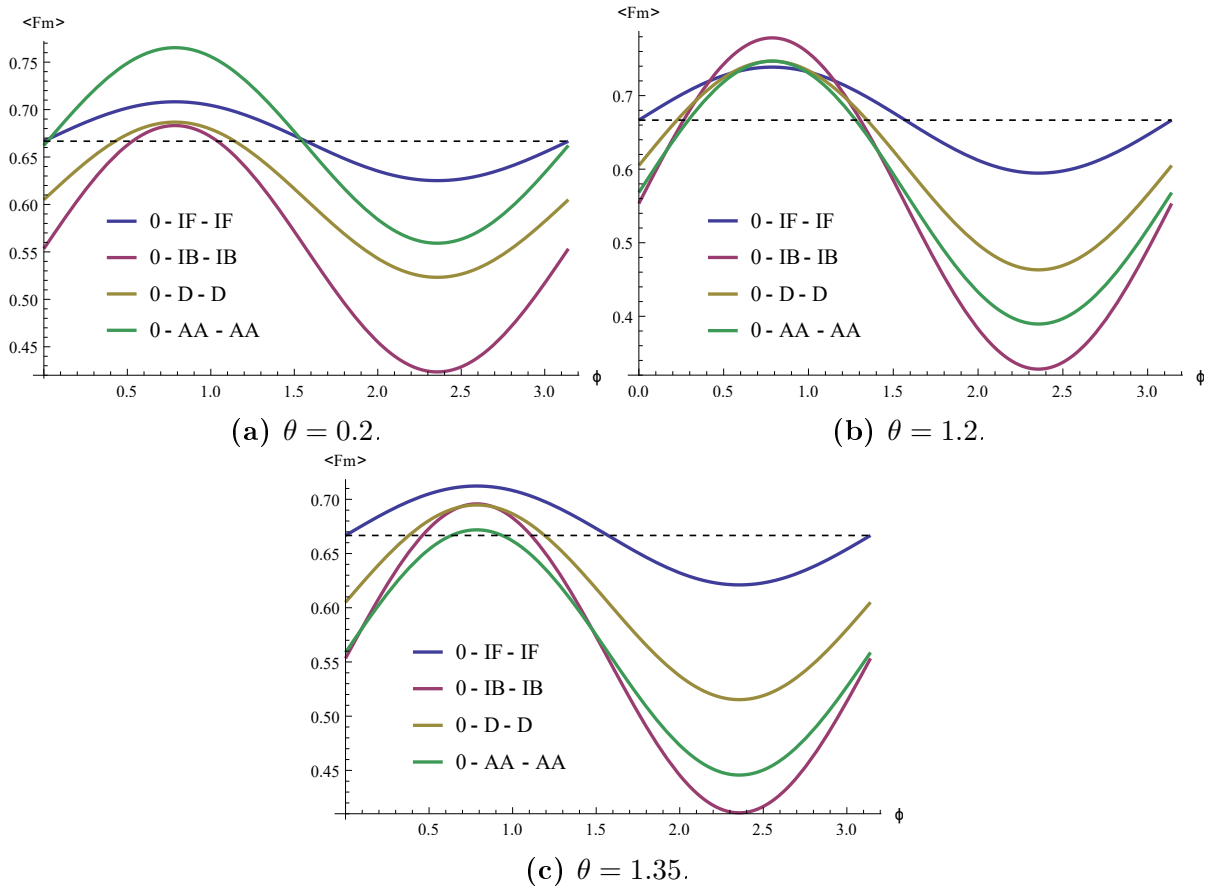 <Fm>
0.75
0.70
0.65
0.60
0.55
0.50
0.45
0 - IF - IF
0 - IB - IB
0 - D - D
0 - AA - AA
0.5 1.0 1.5 2.0 2.5 3.0 ϕ
(a) θ = 0.2.
<Fm>
0.7
0.6
0.5
0.4
0 - IF - IF
0 - IB - IB
0 - D - D
0 - AA - AA
0.0 0.5 1.0 1.5 2.0 2.5 3.0 ϕ
(b) θ = 1.2.
<Fm>
0.70
0.65
0.60
0.55
0.50
0.45
0 - IF - IF
0 - IB - IB
0 - D - D
0 - AA - AA
0.5 1.0 1.5 2.0 2.5 3.0 ϕ
(c) θ = 1.35.